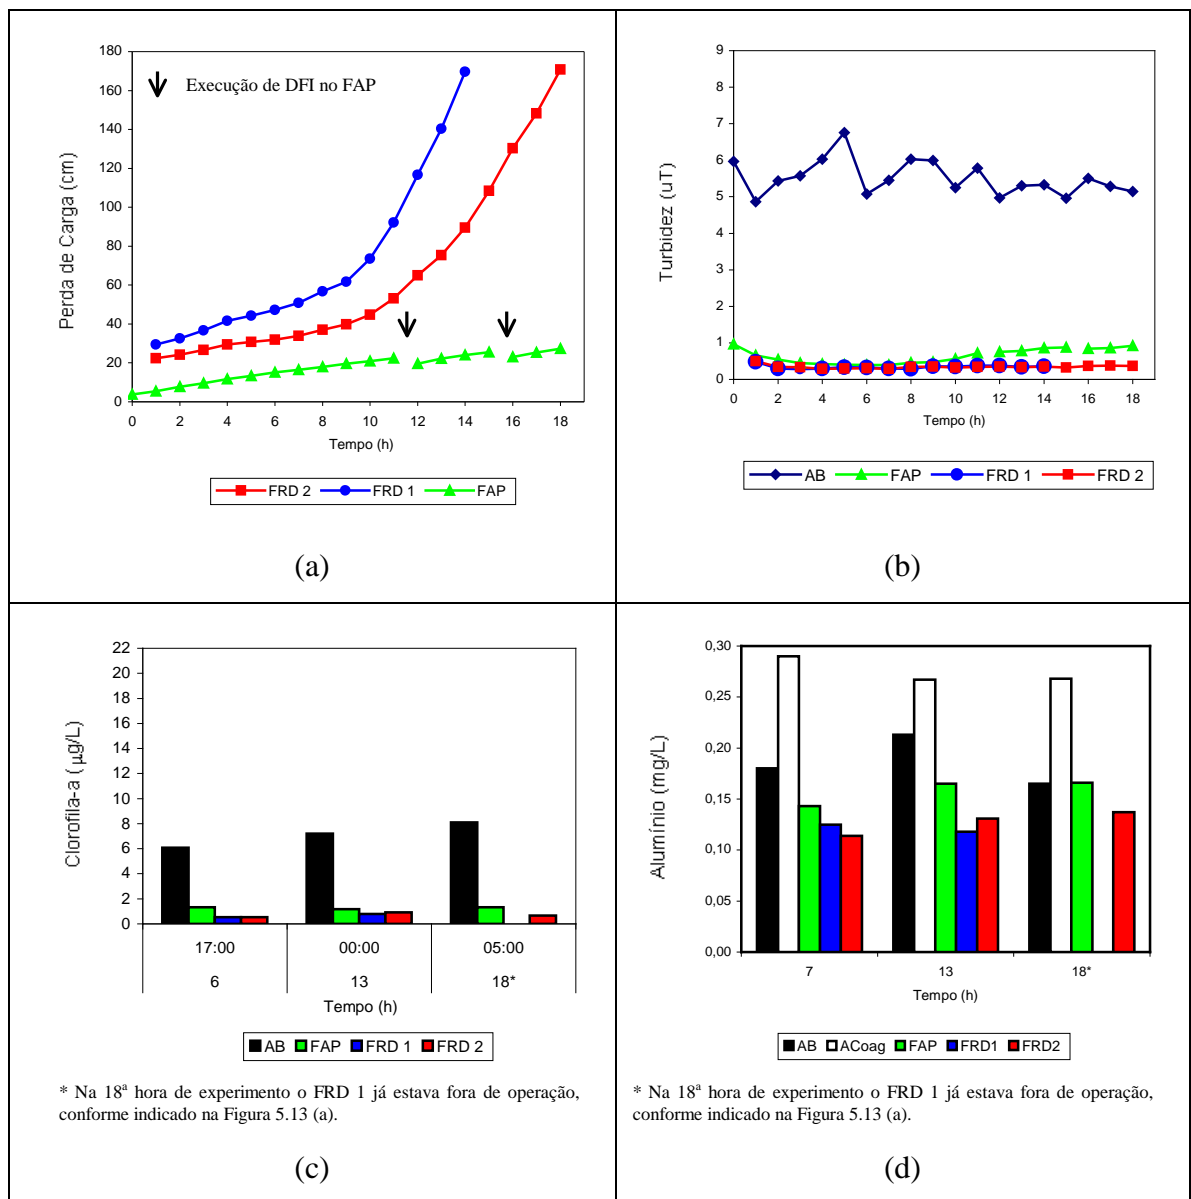 180
160
140
120
100
80
60
40
20
0
Perda de Carga (cm)
Execução de DFI no FAP
0 2 4 6 8 10 12 14 16 18
Tempo (h)
FRD 2 FRD 1 FAP
(a)
9
8
7
6
5
4
3
2
1
0
Turbidez (uT)
0 2 4 6 8 10 12 14 16 18
Tempo (h)
AB FAP FRD 1 FRD 2
(b)
22
20
18
16
14
12
10
8
6
4
2
0
Clorofila-a (µg/L)
17:00 00:00 05:00
6 13 18*
Tempo (h)
AB FAP FRD 1 FRD 2
* Na 18ª hora de experimento o FRD 1 já estava fora de operação,
conforme indicado na Figura 5.13 (a).
(c)
0,30
0,25
0,20
0,15
0,10
0,05
0,00
Alumínio (mg/L)
7 13 18*
Tempo (h)
AB ACoag FAP FRD1 FRD2
* Na 18ª hora de experimento o FRD 1 já estava fora de operação,
conforme indicado na Figura 5.13 (a).
(d)